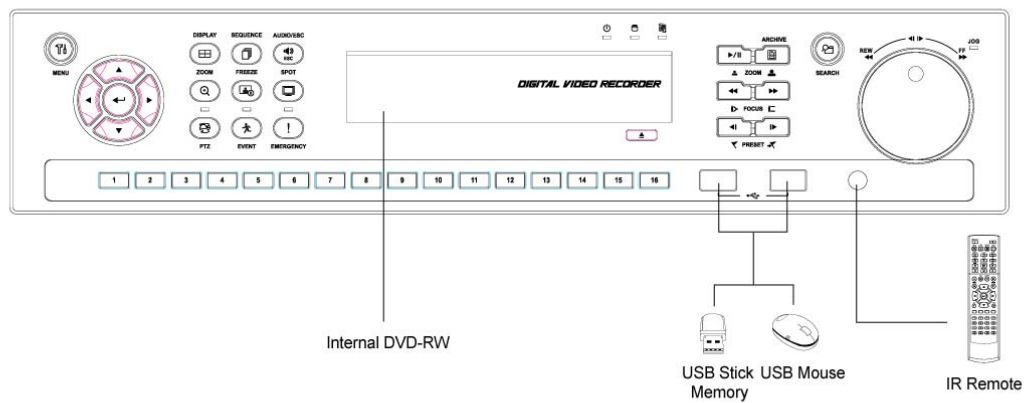 MENU
DISPLAY SEQUENCE AUDIO/ESC
ESC
ZOOM FREEZE SPOT
PTZ EVENT EMERGENCY
DIGITAL VIDEO RECORDER
ARCHIVE
ZOOM
FOCUS
PRESET
SEARCH
REW
FF
JOG
1 2 3 4 5 6 7 8 9 10 11 12 13 14 15 16
Internal DVD-RW
USB Stick
Memory
USB Mouse
IR Remote